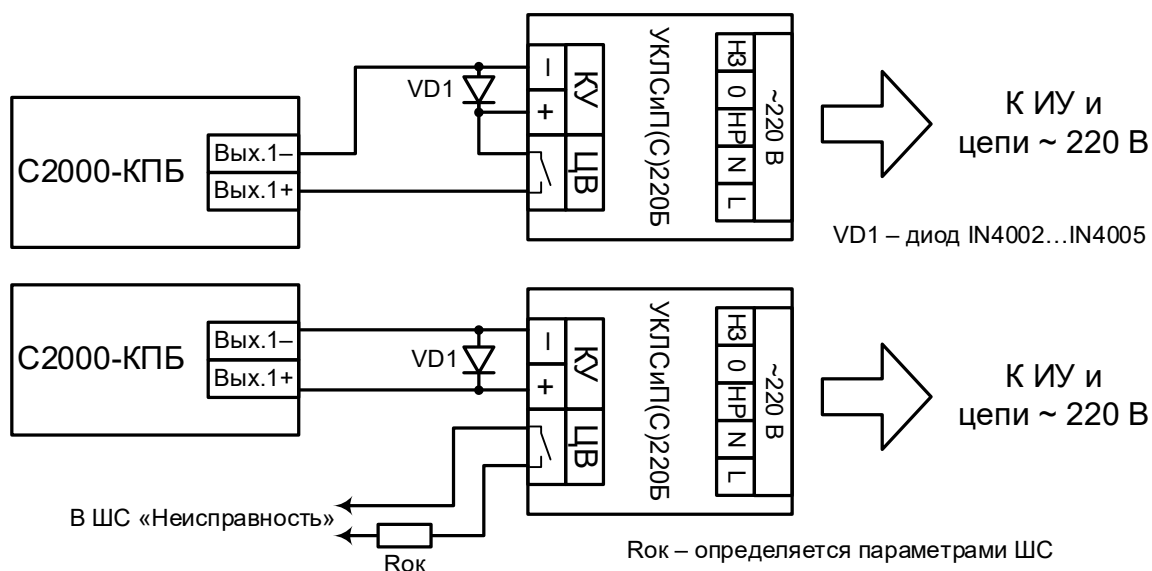 С2000-КПБ
Вых.1–
Вых.1+
VD1
–
+
КУ
ЦВ
УКЛСиП(С)220Б
НЗ
0
НР
N
L
~220 В
К ИУ и
цепи ~ 220 В
VD1 – диод IN4002...IN4005
С2000-КПБ
Вых.1–
Вых.1+
VD1
–
+
КУ
ЦВ
УКЛСиП(С)220Б
НЗ
0
НР
N
L
~220 В
К ИУ и
цепи ~ 220 В
В ШС «Неисправность»
Rок
Rок – определяется параметрами ШС